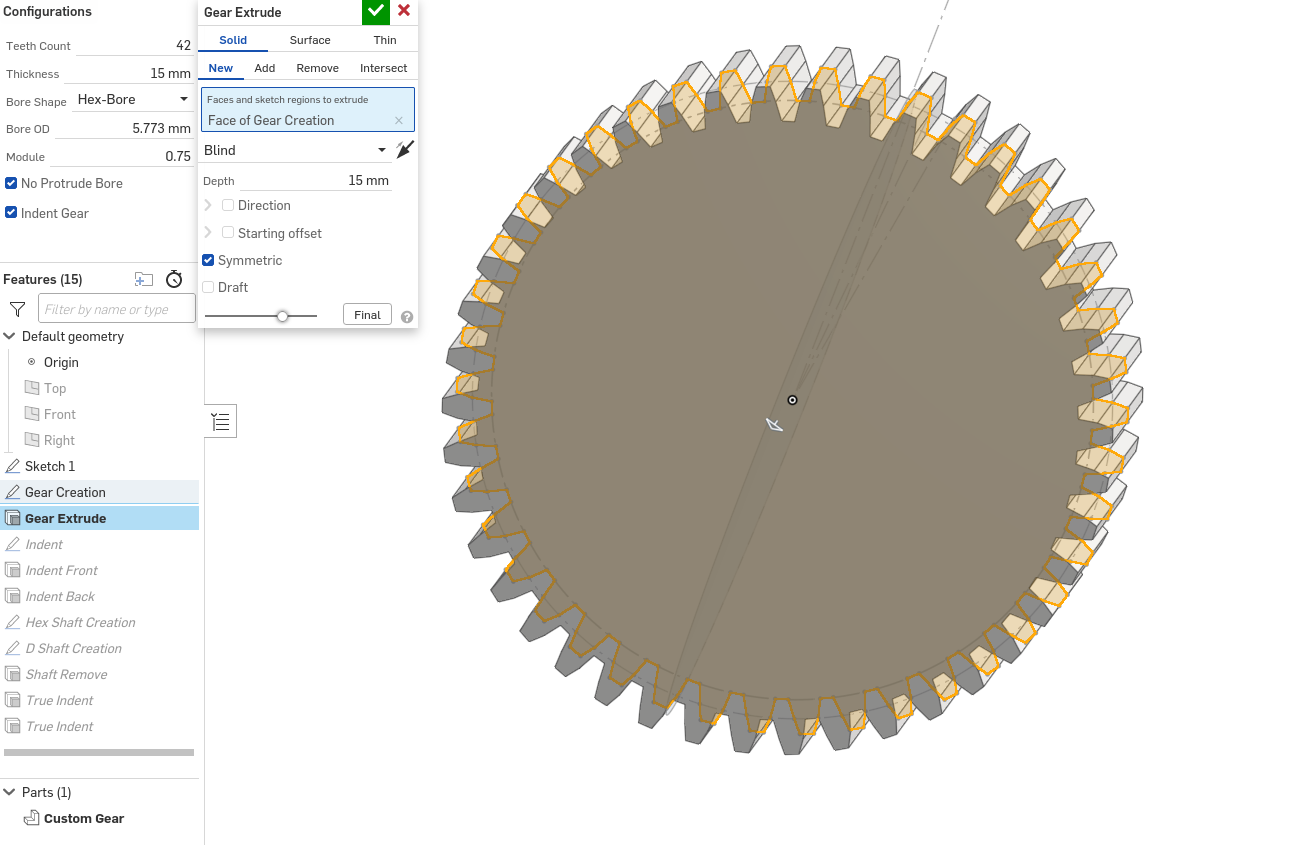 Configurations
Teeth Count 42
Thickness 15 mm
Bore Shape Hex-Bore
Bore OD 5.773 mm
Module 0.75
No Protrude Bore
Indent Gear
Features (15)
Filter by name or type
Default geometry
Origin
Top
Front
Right
Sketch 1
Gear Creation
Gear Extrude
Indent
Indent Front
Indent Back
Hex Shaft Creation
D Shaft Creation
Shaft Remove
True Indent
True Indent
Parts (1)
Custom Gear
Gear Extrude
Solid Surface Thin
New Add Remove Intersect
Faces and sketch regions to extrude
Face of Gear Creation
Blind
Depth 15 mm
Direction
Starting offset
Symmetric
Draft
Final